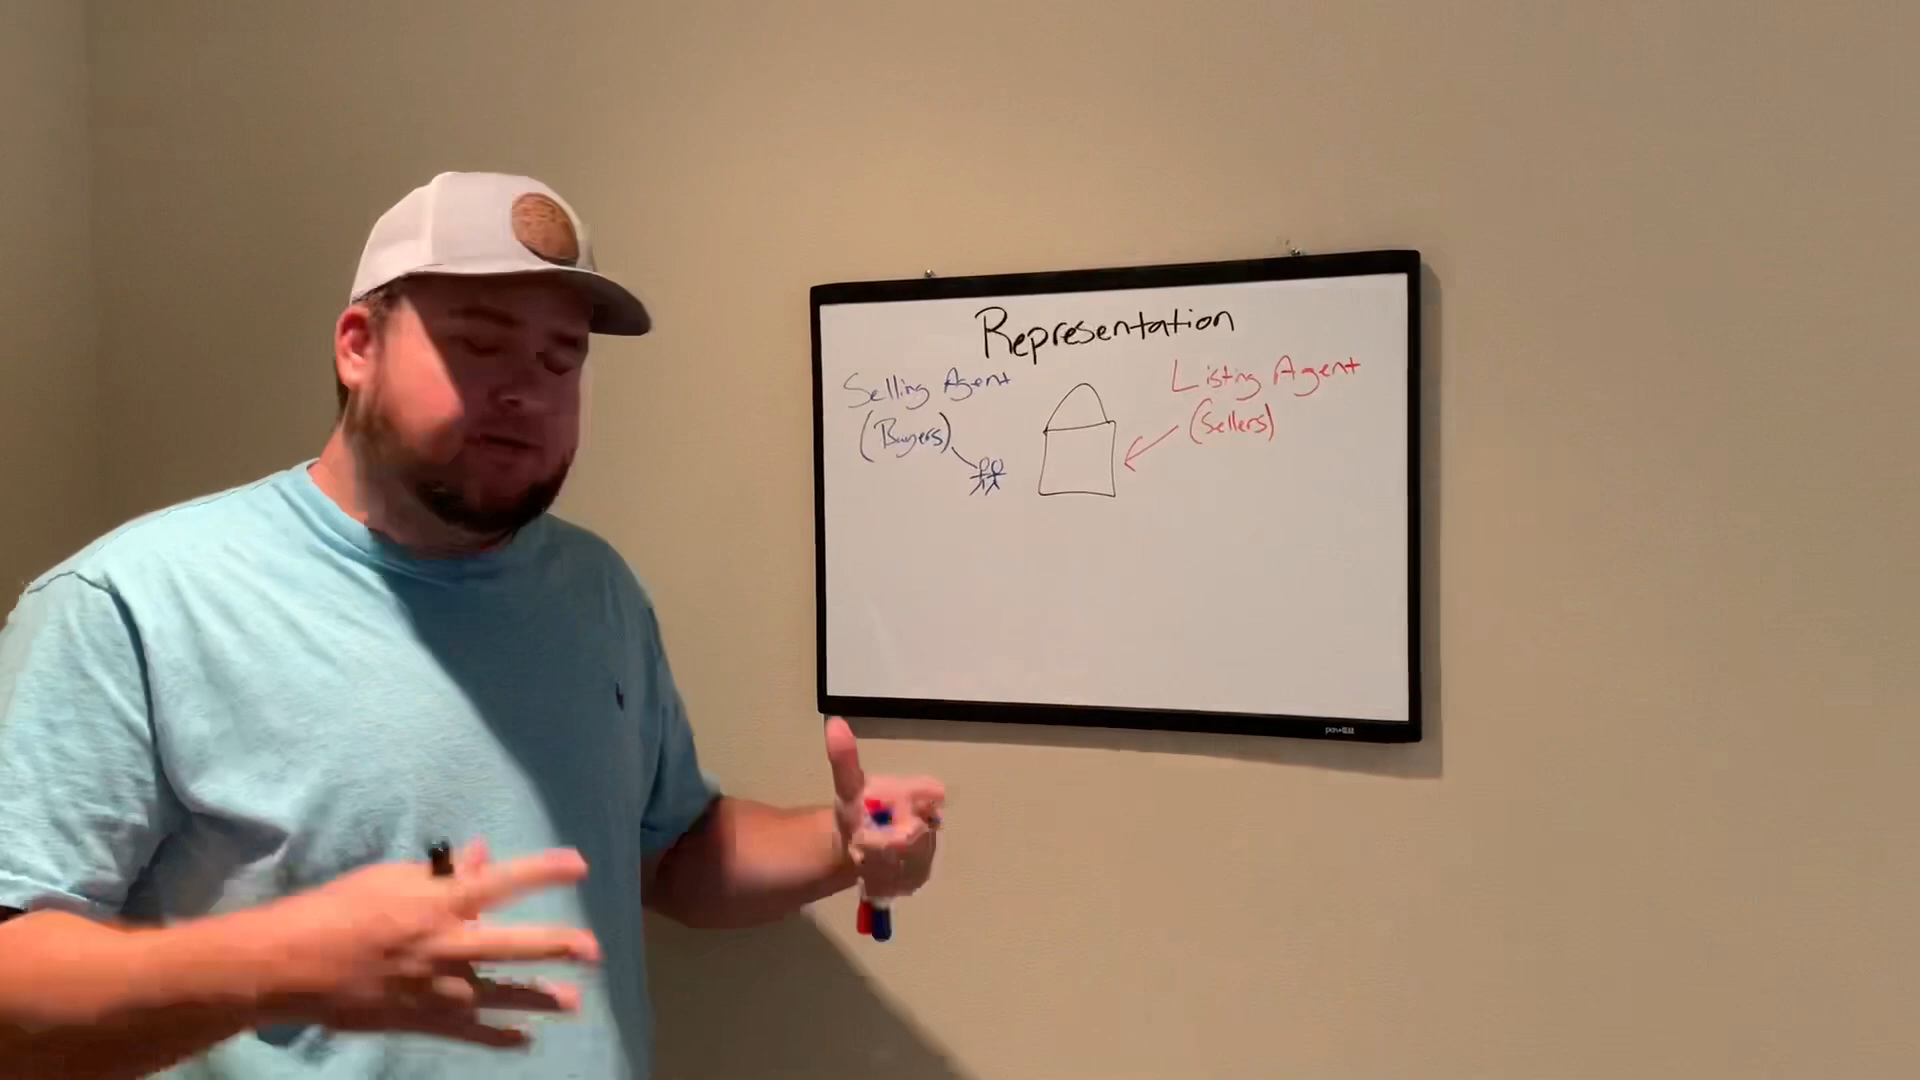 Representation
Selling Agent
(Buyers)
Listing Agent
(Sellers)